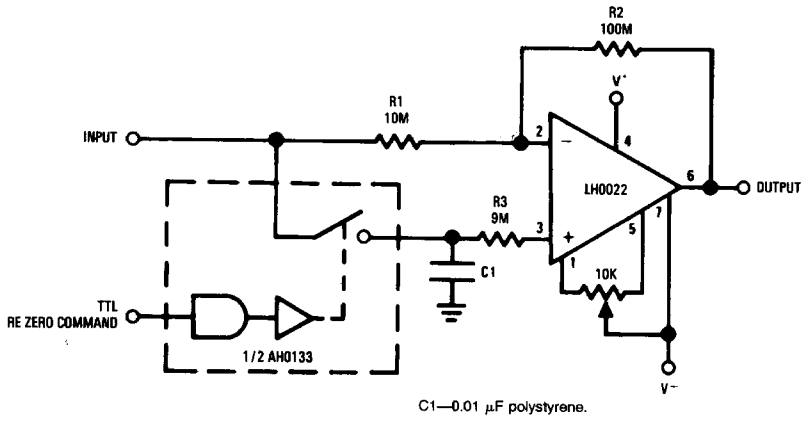 R2
100M
V+
R1
10M
INPUT
2
−
4
LH0022
6
OUTPUT
7
R3
9M
3
+
5
1
10K
C1
TTL
RE ZERO COMMAND
1/2 AH0133
V−
C1—0.01 μF polystyrene.